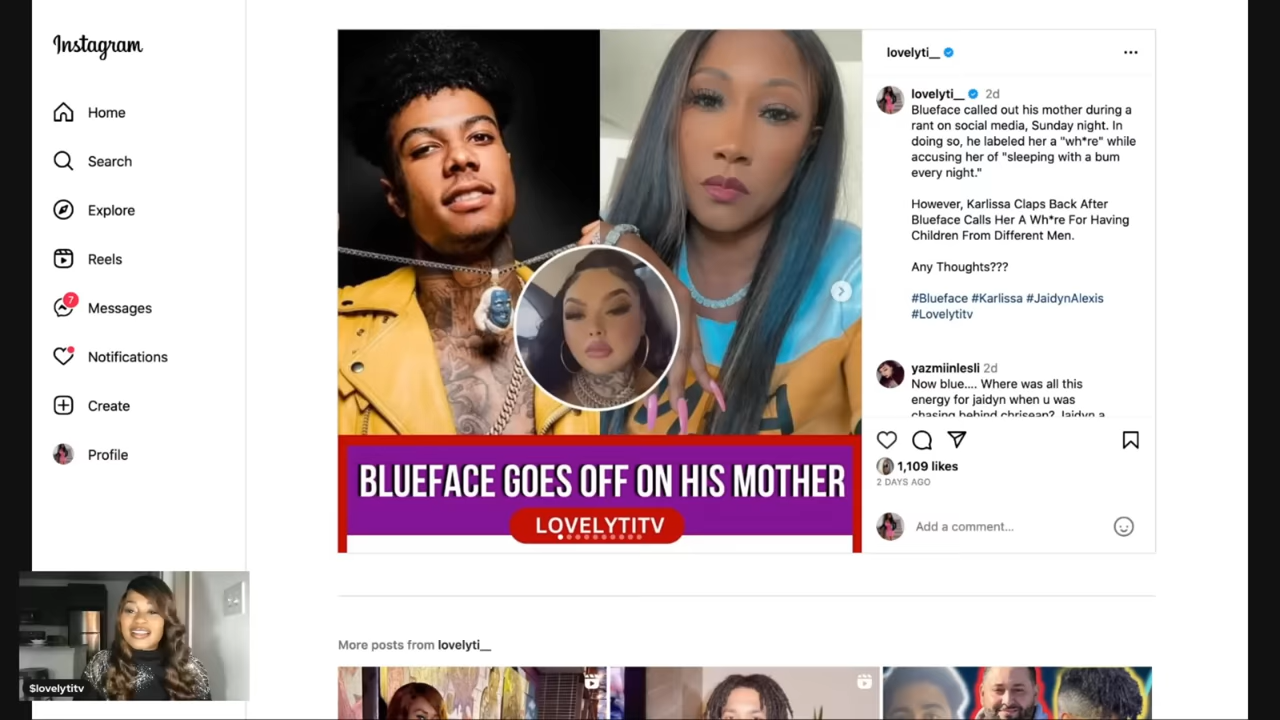 Instagram
Home
Search
Explore
Reels
7
Messages
Notifications
Create
Profile
BLUEFACE GOES OFF ON HIS MOTHER
LOVELYTITV
lovelyti__
lovelyti__ 2d
Blueface called out his mother during a
rant on social media, Sunday night. In
doing so, he labeled her a "wh*re" while
accusing her of "sleeping with a bum
every night."
However, Karlissa Claps Back After
Blueface Calls Her A Wh*re For Having
Children From Different Men.
Any Thoughts???
#Blueface #Karlissa #JaidynAlexis
#Lovelytitv
yazmiinlesli 2d
Now blue.... Where was all this
energy for jaidyn when u was
chasing behind chrisean? Jaidyn a
1,109 likes
2 DAYS AGO
Add a comment...
$lovelytitv
More posts from lovelyti__